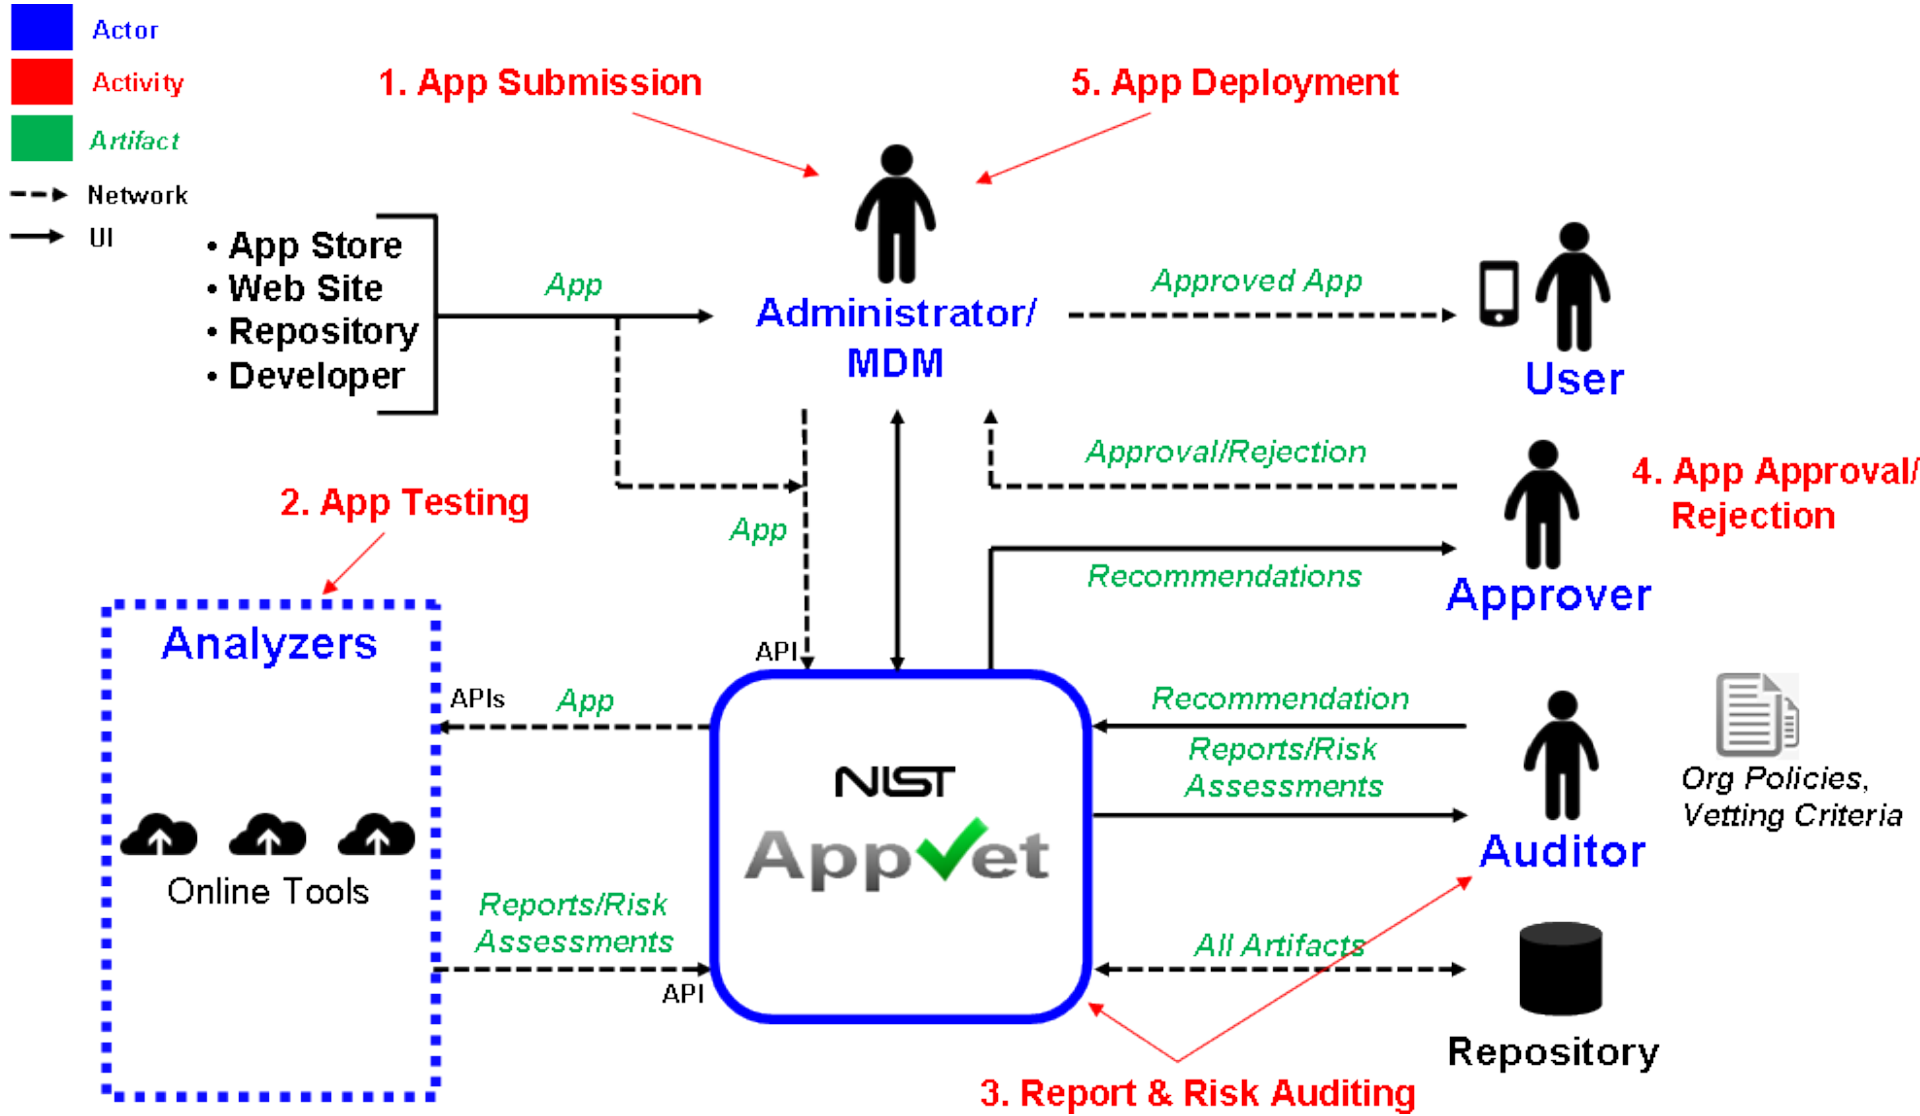 Actor
Activity
Artifact
Network
UI
1. App Submission
5. App Deployment
• App Store
• Web Site
• Repository
• Developer
App
Administrator/
MDM
Approved App
User
Approval/Rejection
4. App Approval/
Rejection
2. App Testing
App
Recommendations
Approver
Analyzers
API
APIs
App
Recommendation
Reports/Risk
Assessments
Org Policies,
Vetting Criteria
NIST
AppVet
Auditor
Online Tools
Reports/Risk
Assessments
API
All Artifacts
Repository
3. Report & Risk Auditing